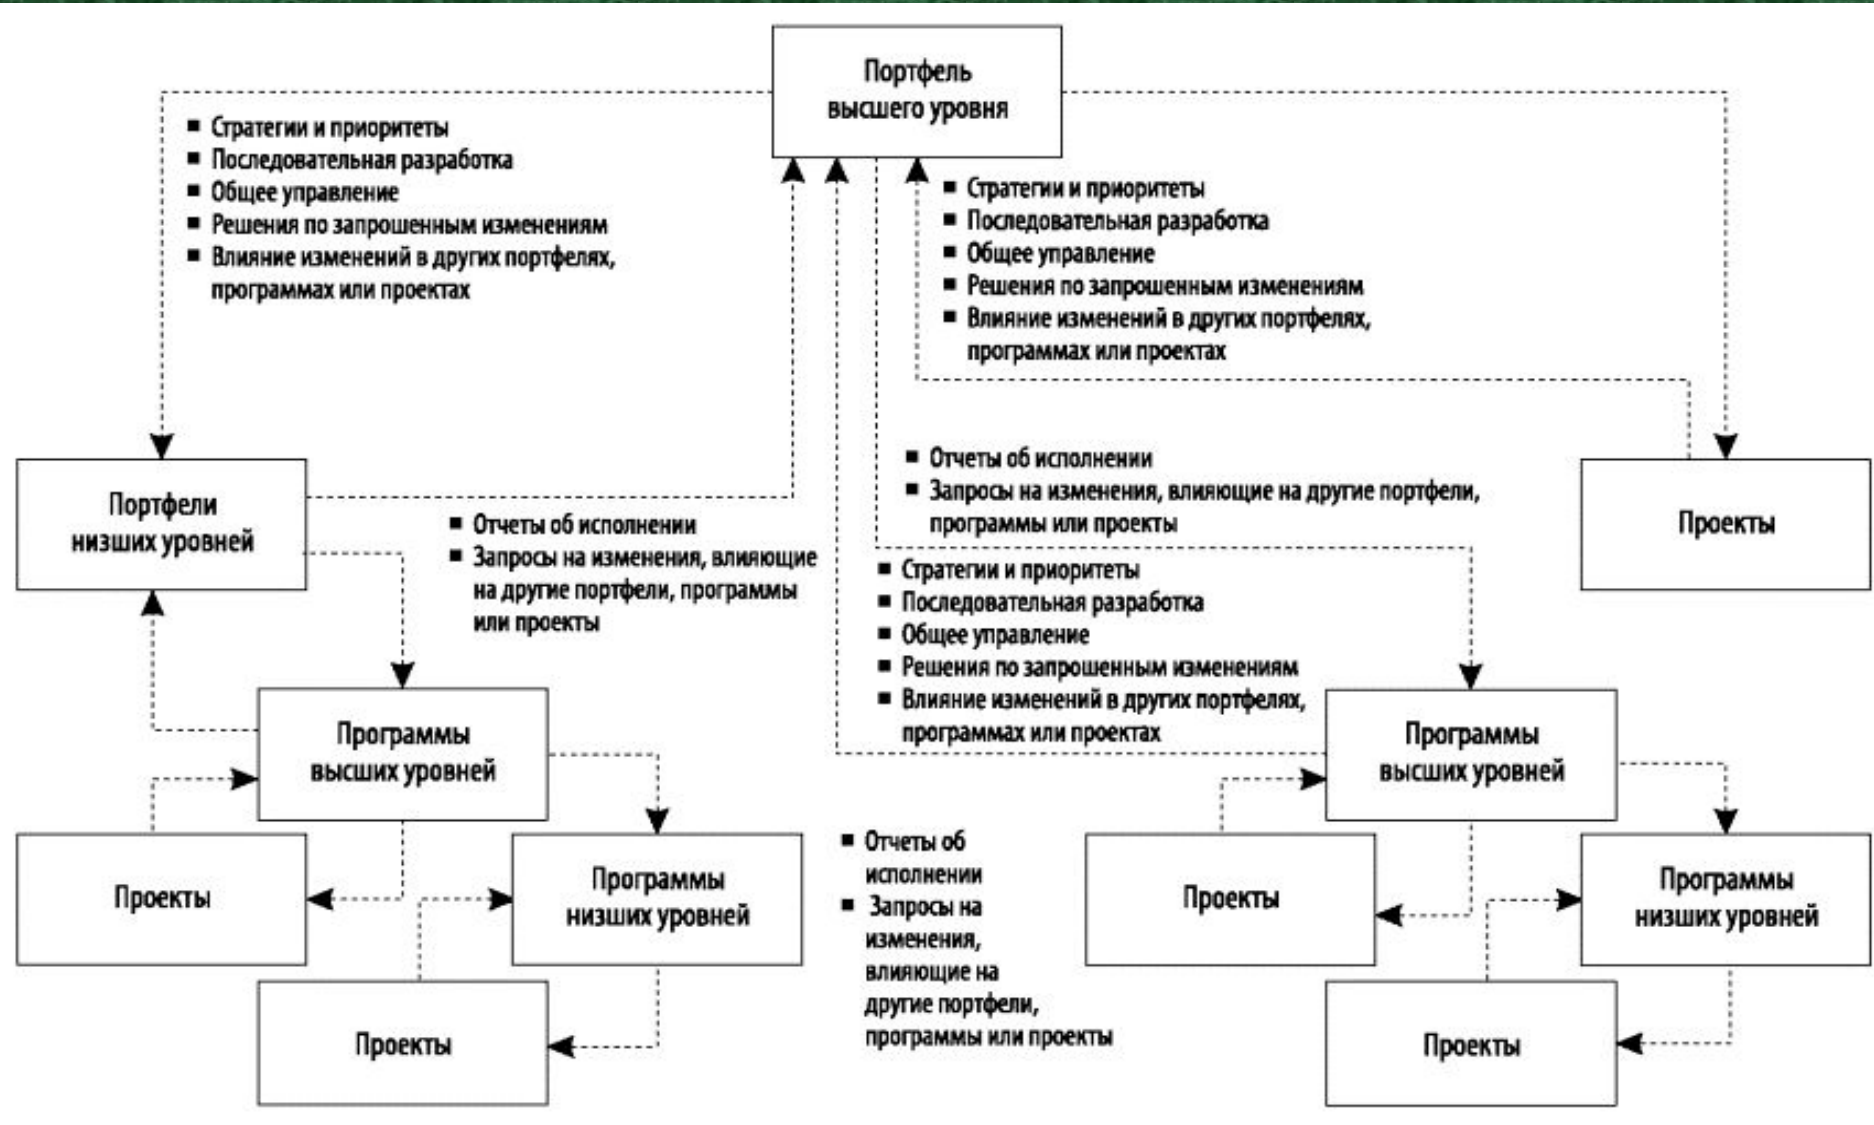 Портфель
высшего уровня
■ Стратегии и приоритеты
■ Последовательная разработка
■ Общее управление
■ Решения по запрошенным изменениям
■ Влияние изменений в других портфелях,
программах или проектах
■ Стратегии и приоритеты
■ Последовательная разработка
■ Общее управление
■ Решения по запрошенным изменениям
■ Влияние изменений в других портфелях,
программах или проектах
Портфели
низших уровней
■ Отчеты об исполнении
■ Запросы на изменения, влияющие
на другие портфели, программы
или проекты
■ Отчеты об исполнении
■ Запросы на изменения, влияющие на другие портфели,
программы или проекты
Проекты
■ Стратегии и приоритеты
■ Последовательная разработка
■ Общее управление
■ Решения по запрошенным изменениям
■ Влияние изменений в других портфелях,
программах или проектах
Программы
высших уровней
Программы
высших уровней
Проекты
Программы
низших уровней
■ Отчеты об
исполнении
■ Запросы на
изменения,
влияющие на
другие портфели,
программы или проекты
Проекты
Программы
низших уровней
Проекты
Проекты